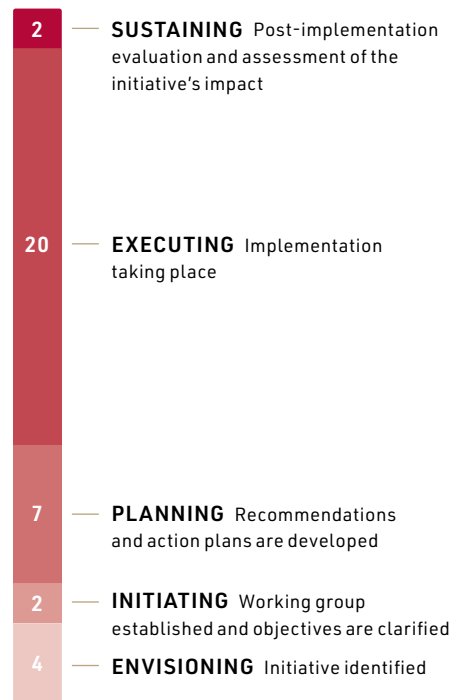 2 SUSTAINING Post-implementation
evaluation and assessment of the
initiative's impact
20 EXECUTING Implementation
taking place
7 PLANNING Recommendations
and action plans are developed
2 INITIATING Working group
established and objectives are clarified
4 ENVISIONING Initiative identified